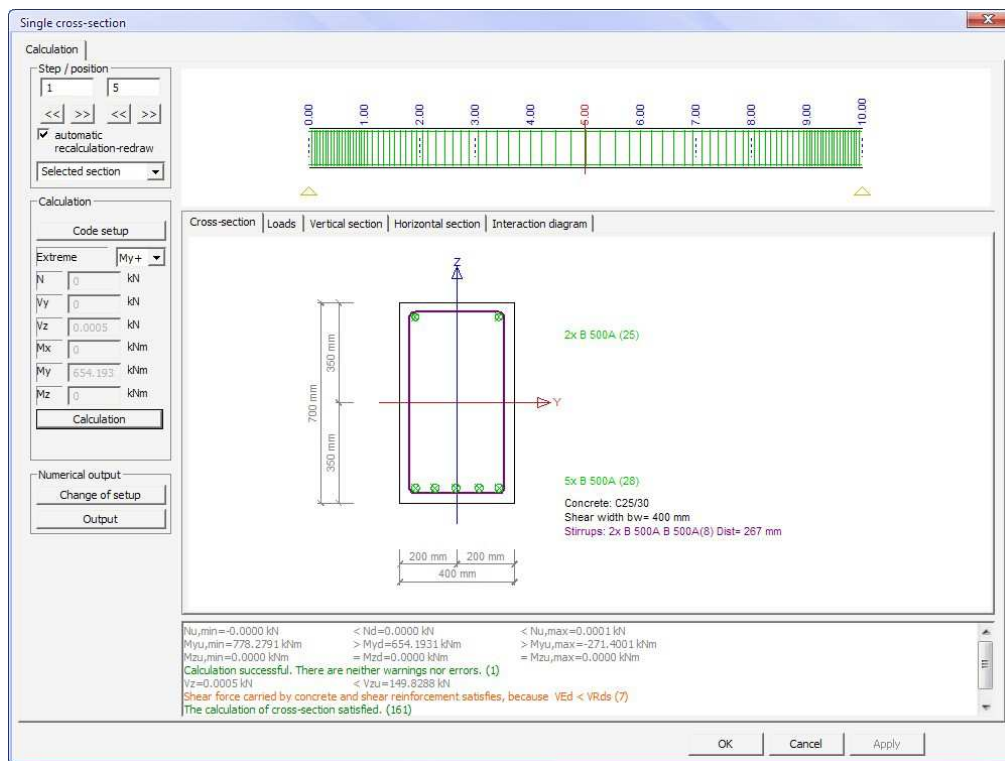 Single cross-section
Calculation
Step / position
1 5
<< >> << >>
automatic
recalculation-redraw
Selected section
Calculation
Code setup
Extreme My+
N 0 kN
Vy 0 kN
Vz 0.0005 kN
Mx 0 kNm
My 654.193 kNm
Mz 0 kNm
Calculation
Numerical output
Change of setup
Output
0.00 1.00 2.00 3.00 4.00 5.00 6.00 7.00 8.00 9.00 10.00
Cross-section Loads Vertical section Horizontal section Interaction diagram
Z
Y
700 mm
350 mm
350 mm
200 mm 200 mm
400 mm
2x B 500A (25)
5x B 500A (28)
Concrete: C25/30
Shear width bw= 400 mm
Stirrups: 2x B 500A B 500A(8) Dist= 267 mm
Nu,min=-0.0000 kN < Nd=0.0000 kN < Nu,max=0.0001 kN
Myu,min=778.2791 kNm > Myd=654.1931 kNm > Myu,max=-271.4001 kNm
Mzu,min=0.0000 kNm = Mzd=0.0000 kNm = Mzu,max=0.0000 kNm
Calculation successful. There are neither warnings nor errors. (1)
Vz=0.0005 kN < Vzu=149.8288 kN
Shear force carried by concrete and shear reinforcement satisfies, because VEd < VRds (7)
The calculation of cross-section satisfied. (161)
OK Cancel Apply